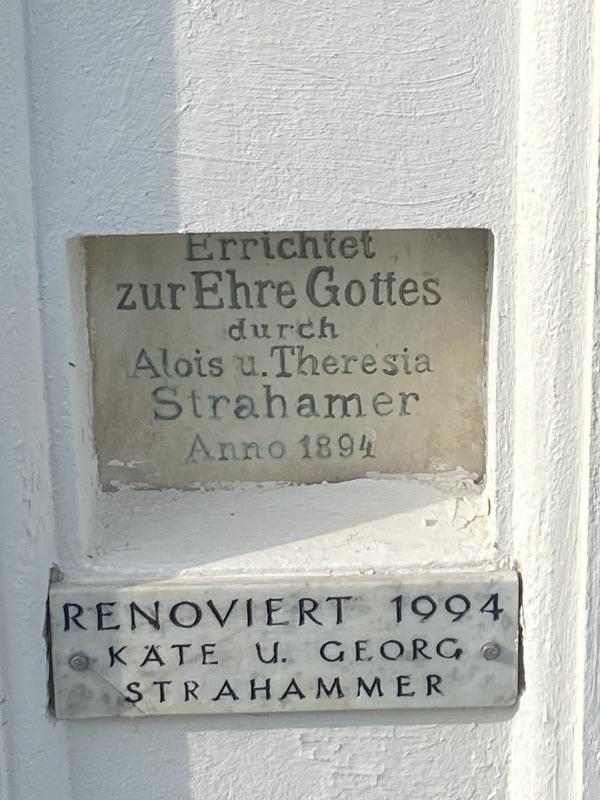 Errichtet
zur Ehre Gottes
durch
Alois u. Theresia
Strahamer
Anno 1894
RENOVIERT 1994
KÄTE U. GEORG
STRAHAMMER